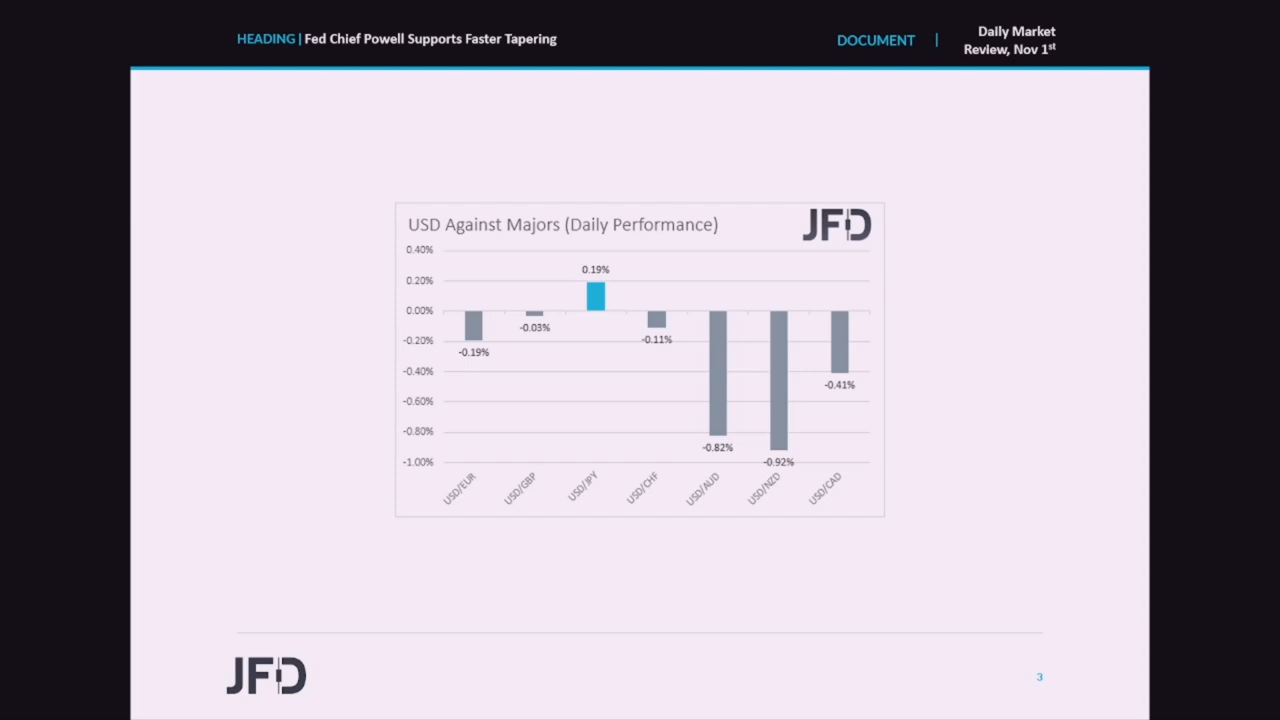 HEADING | Fed Chief Powell Supports Faster Tapering
DOCUMENT |
Daily Market
Review, Nov 1st
USD Against Majors (Daily Performance)
JFD
0.40%
0.20%
0.00%
-0.20%
-0.40%
-0.60%
-0.80%
-1.00%
-0.19%
-0.03%
0.19%
-0.11%
-0.82%
-0.92%
-0.41%
USD/EUR
USD/GBP
USD/JPY
USD/CHF
USD/AUD
USD/NZD
USD/CAD
JFD
3